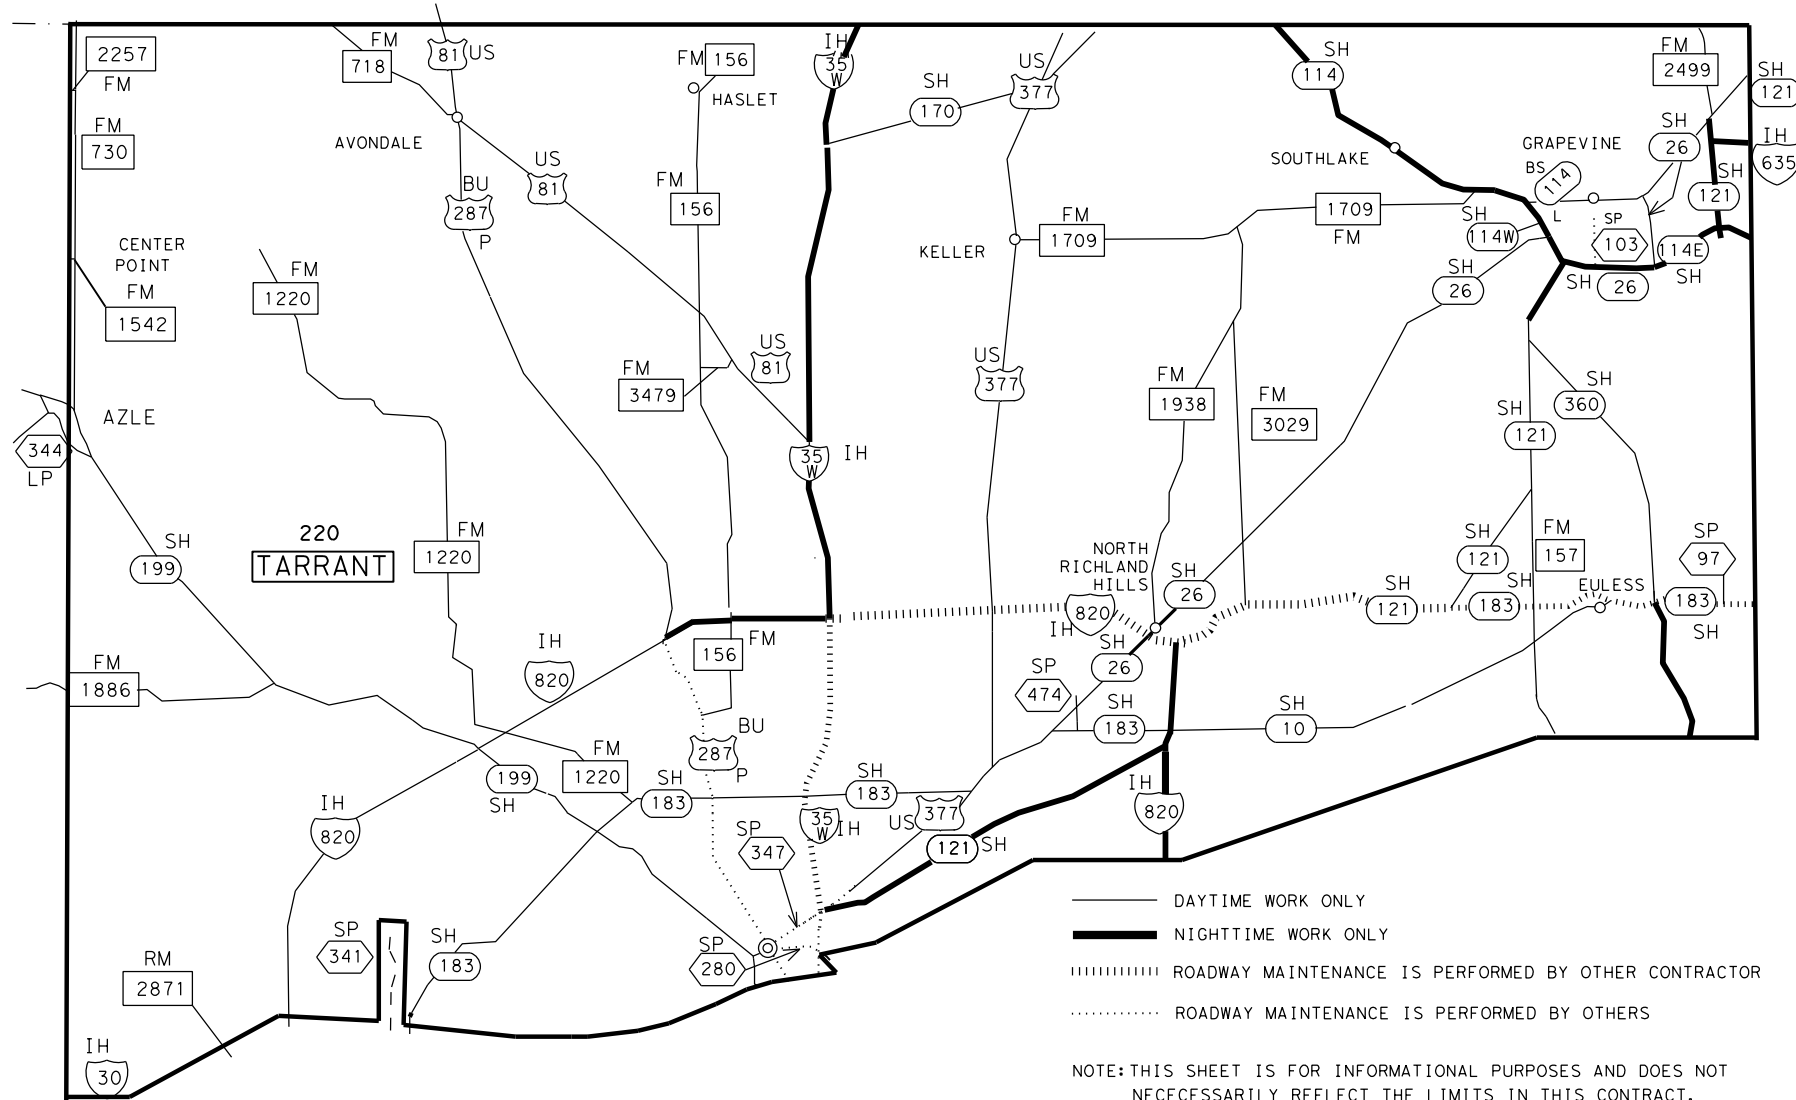 2257
FM
FM
718
81
US
FM
156
HASLET
IH
35
W
US
377
SH
170
SH
114
FM
2499
SH
121
FM
730
AVONDALE
US
81
BU
287
P
FM
156
SOUTHLAKE
GRAPEVINE
SH
26
IH
635
SH
121
BS
114
L
SP
103
114E
SH
SH
114W
SH
26
SH
26
FM
1709
FM
1709
FM
KELLER
CENTER
POINT
FM
1542
FM
1220
US
81
FM
3479
US
377
FM
1938
FM
3029
SH
360
SH
121
AZLE
344
LP
35
W
IH
SH
199
220
TARRANT
FM
1220
NORTH
RICHLAND
HILLS
SH
26
820
IH
SH
121
SH
121
FM
157
SH
183
EULESS
SP
97
183
SH
FM
1886
IH
820
FM
156
SH
26
SP
474
SH
183
SH
10
BU
287
P
199
SH
FM
1220
SH
183
SH
183
US
377
IH
820
IH
820
SP
347
35
W
IH
121
SH
SP
341
SH
183
SP
280
RM
2871
IH
30
DAYTIME WORK ONLY
NIGHTTIME WORK ONLY
ROADWAY MAINTENANCE IS PERFORMED BY OTHER CONTRACTOR
ROADWAY MAINTENANCE IS PERFORMED BY OTHERS
NOTE: THIS SHEET IS FOR INFORMATIONAL PURPOSES AND DOES NOT
NECECESSARILY REFLECT THE LIMITS IN THIS CONTRACT.